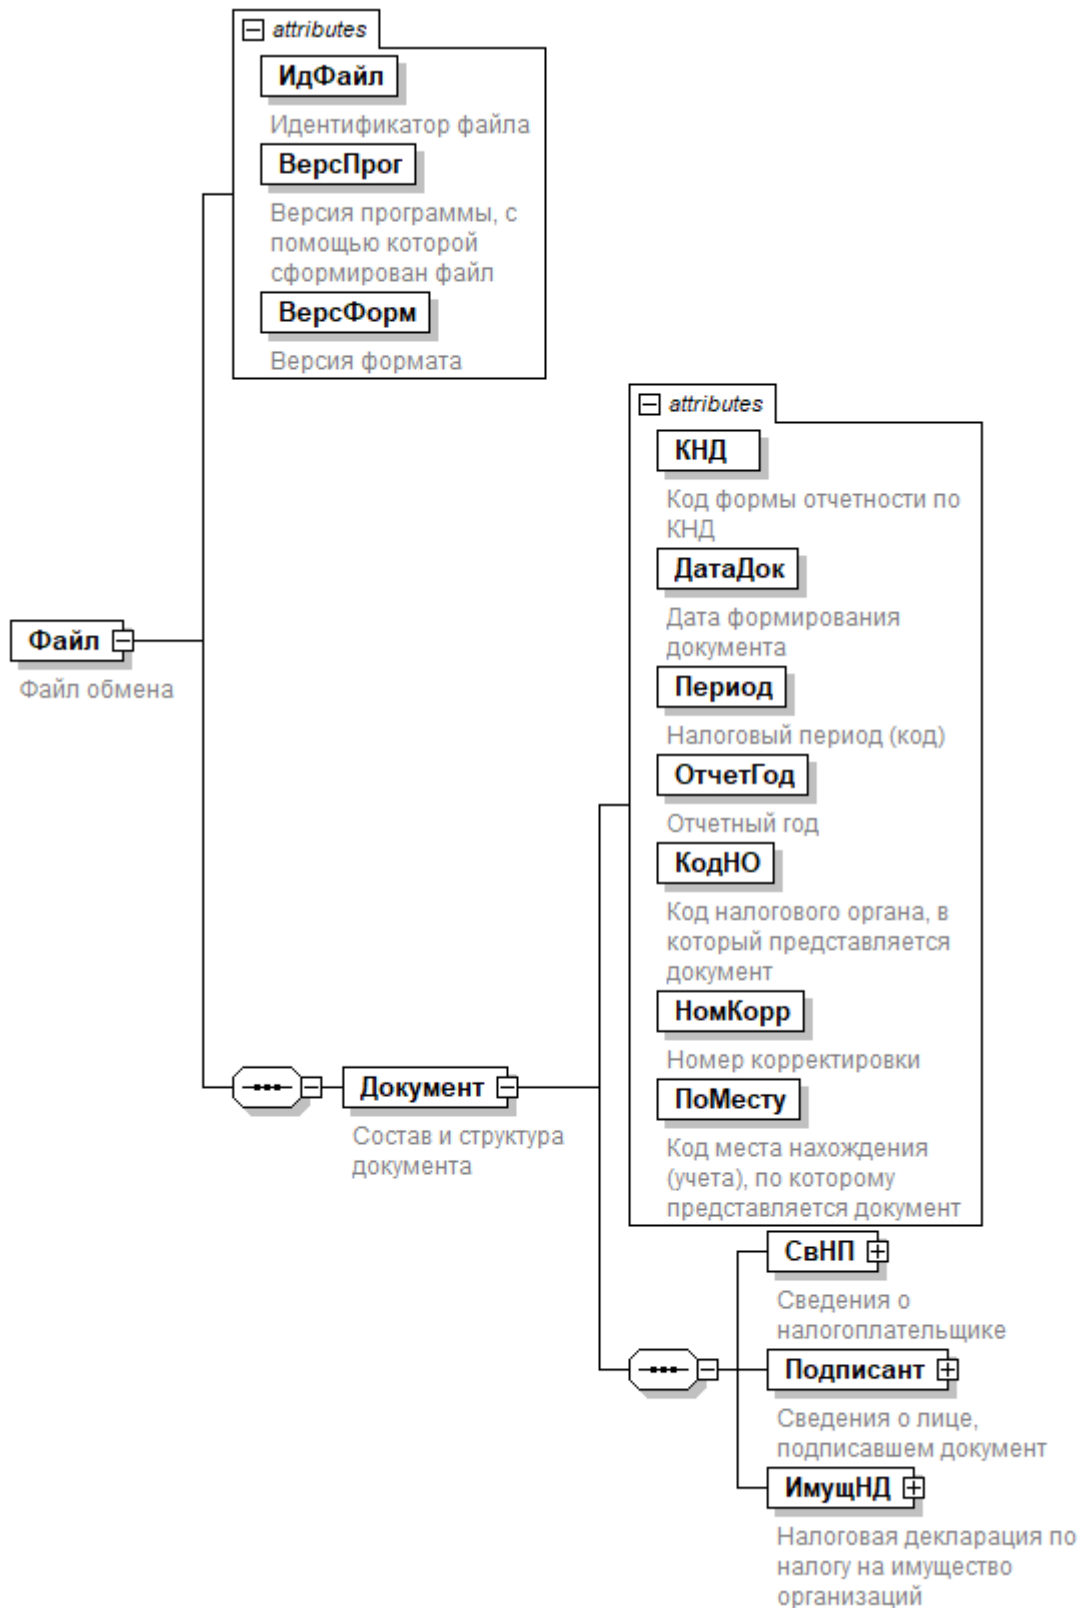 attributes
ИдФайл
Идентификатор файла
ВерсПрог
Версия программы, с
помощью которой
сформирован файл
ВерсФорм
Версия формата
Файл
Файл обмена
Документ
Состав и структура
документа
attributes
КНД
Код формы отчетности по
КНД
ДатаДок
Дата формирования
документа
Период
Налоговый период (код)
ОтчетГод
Отчетный год
КодНО
Код налогового органа, в
который представляется
документ
НомКорр
Номер корректировки
ПоМесту
Код места нахождения
(учета), по которому
представляется документ
СвНП
Сведения о
налогоплательщике
Подписант
Сведения о лице,
подписавшем документ
ИмущНД
Налоговая декларация по
налогу на имущество
организаций